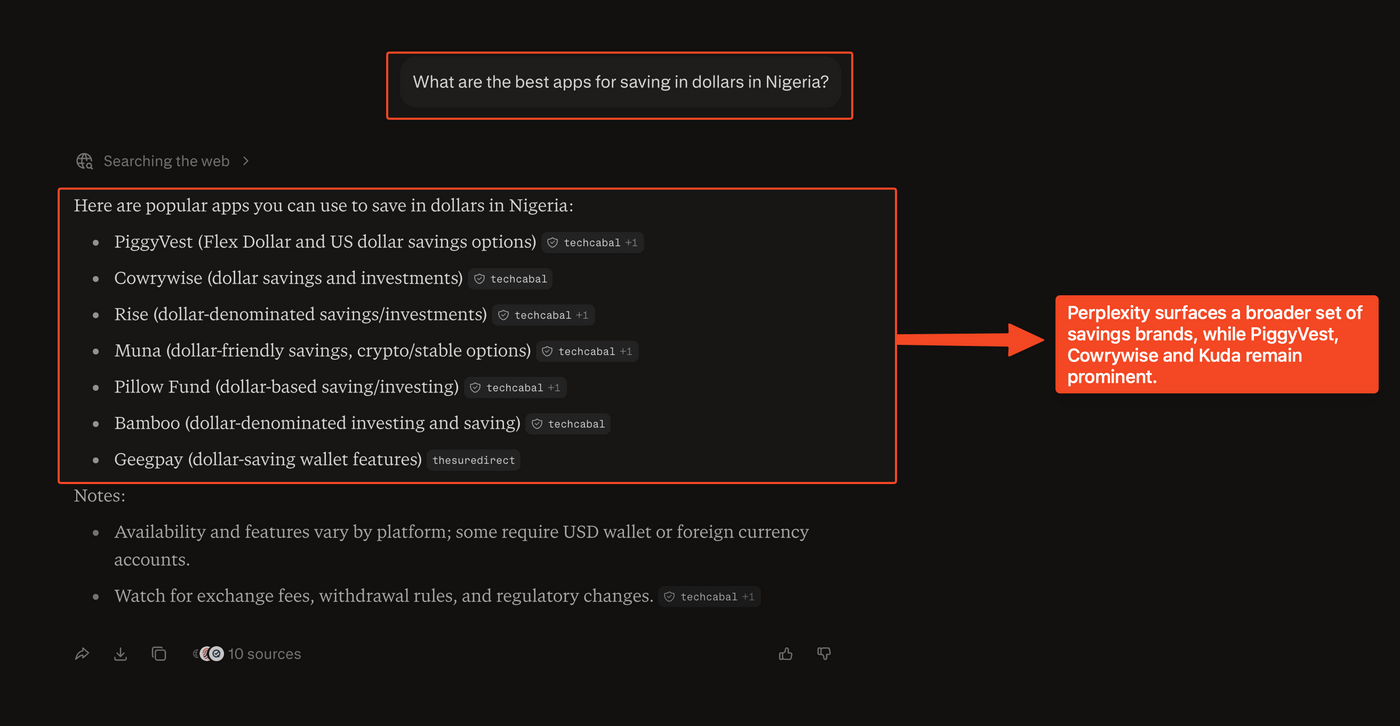 What are the best apps for saving in dollars in Nigeria?
Searching the web
Here are popular apps you can use to save in dollars in Nigeria:
PiggyVest (Flex Dollar and US dollar savings options) techcabal +1
Cowrywise (dollar savings and investments) techcabal
Rise (dollar-denominated savings/investments) techcabal +1
Muna (dollar-friendly savings, crypto/stable options) techcabal +1
Pillow Fund (dollar-based saving/investing) techcabal +1
Bamboo (dollar-denominated investing and saving) techcabal
Geegpay (dollar-saving wallet features) thesuredirect
Perplexity surfaces a broader set of
savings brands, while PiggyVest,
Cowrywise and Kuda remain
prominent.
Notes:
Availability and features vary by platform; some require USD wallet or foreign currency
accounts.
Watch for exchange fees, withdrawal rules, and regulatory changes. techcabal +1
10 sources